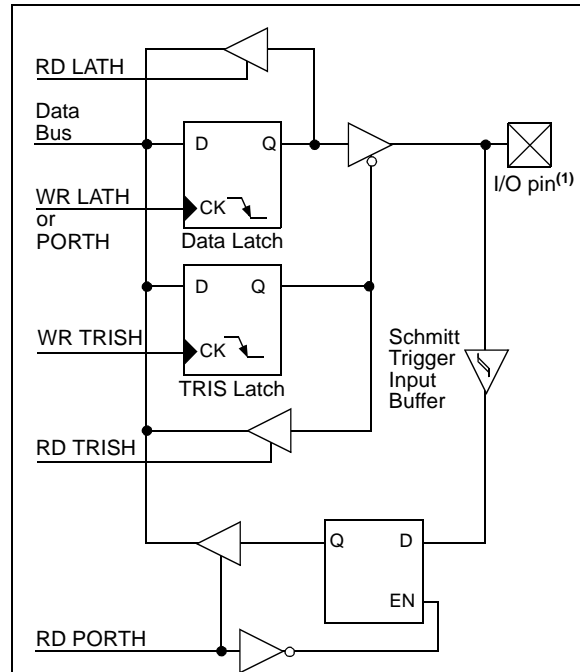 RD LATH
Data
Bus
D
Q
I/O pin(1)
WR LATH
or
PORTH
CK
Data Latch
D
Q
WR TRISH
CK
TRIS Latch
Schmitt
Trigger
Input
Buffer
RD TRISH
Q
D
EN
RD PORTH